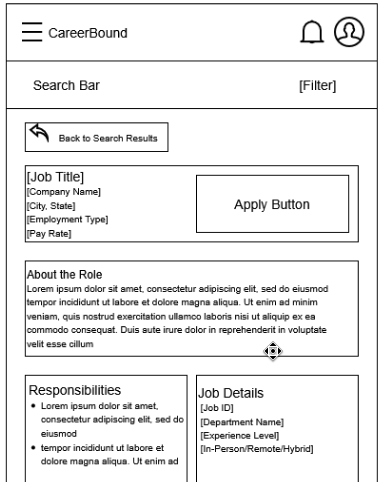 CareerBound
Search Bar [Filter]
Back to Search Results
[Job Title]
[Company Name]
[City, State]
[Employment Type]
[Pay Rate]
Apply Button
About the Role
Lorem ipsum dolor sit amet, consectetur adipiscing elit, sed do eiusmod
tempor incididunt ut labore et dolore magna aliqua. Ut enim ad minim
veniam, quis nostrud exercitation ullamco laboris nisi ut aliquip ex ea
commodo consequat. Duis aute irure dolor in reprehenderit in voluptate
velit esse cillum
Responsibilities
• Lorem ipsum dolor sit amet,
consectetur adipiscing elit, sed do
eiusmod
• tempor incididunt ut labore et
dolore magna aliqua. Ut enim ad
Job Details
[Job ID]
[Department Name]
[Experience Level]
[In-Person/Remote/Hybrid]